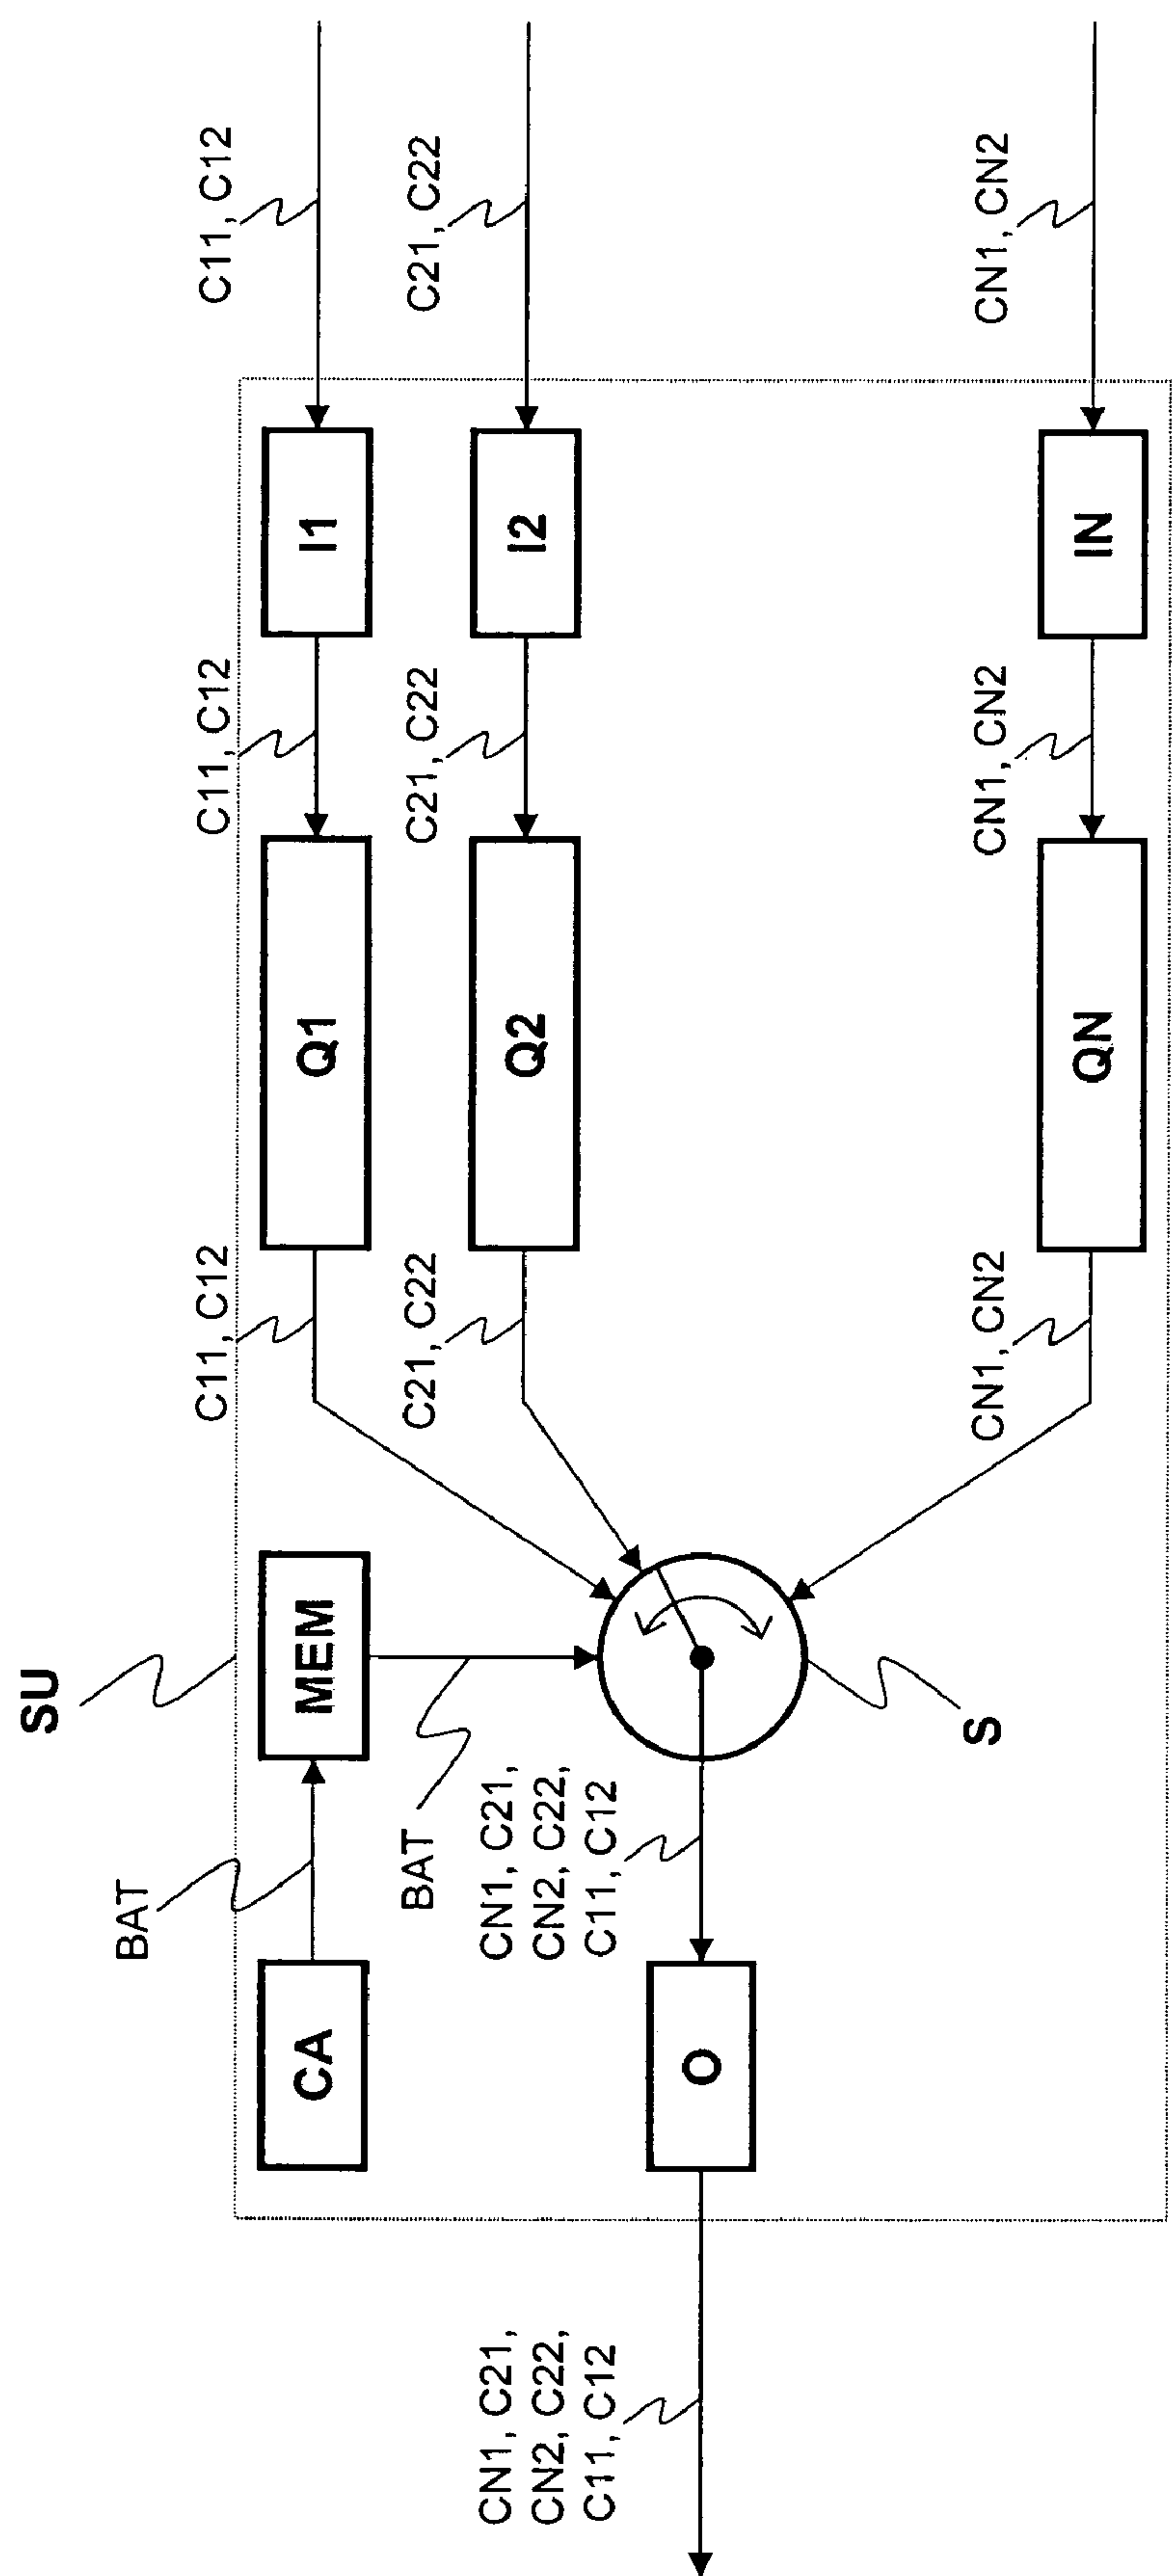 SU
BAT
CA
MEM
BAT
C11, C12
Q1
C11, C12
I1
C11, C12
C21, C22
Q2
C21, C22
I2
C21, C22
CN1, C21,
CN2, C22,
C11, C12
O
CN1, C21,
CN2, C22,
C11, C12
S
CN1, CN2
QN
CN1, CN2
IN
CN1, CN2